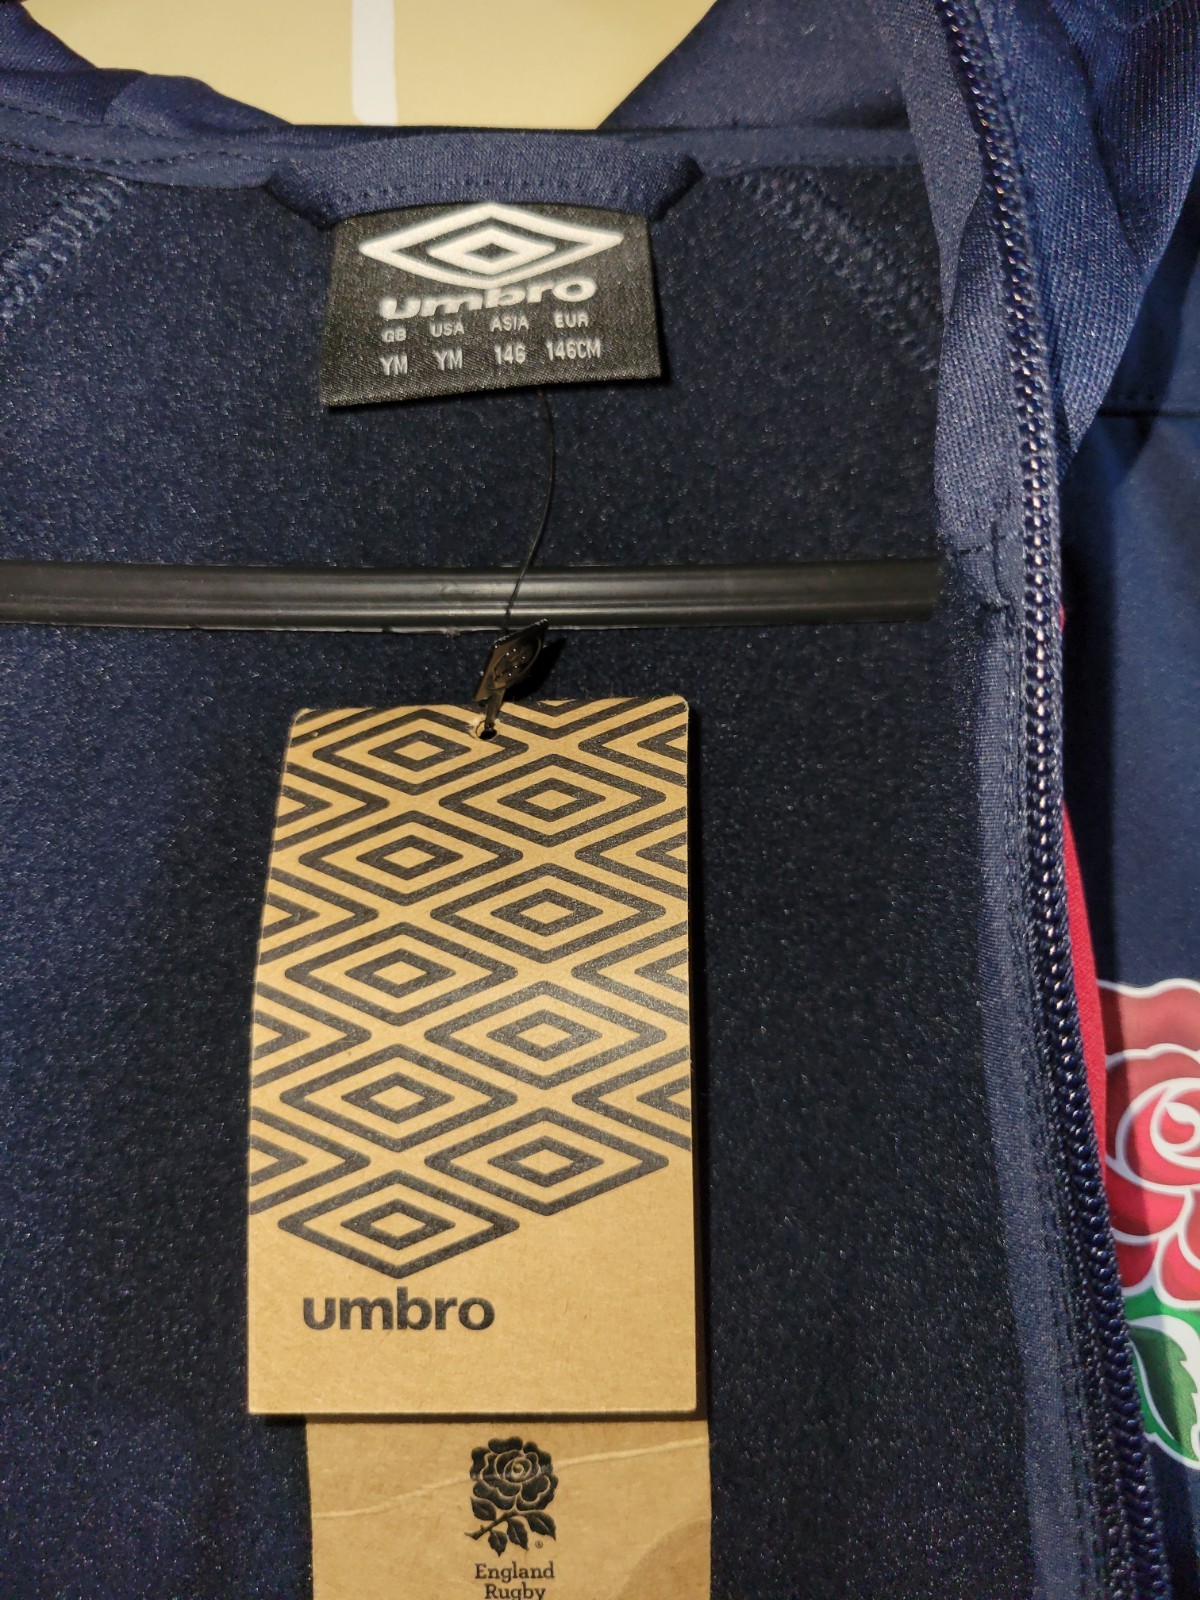 umbro
GB USA ASIA EUR
YM YM 146 146CM
umbro
®
England
Rugby